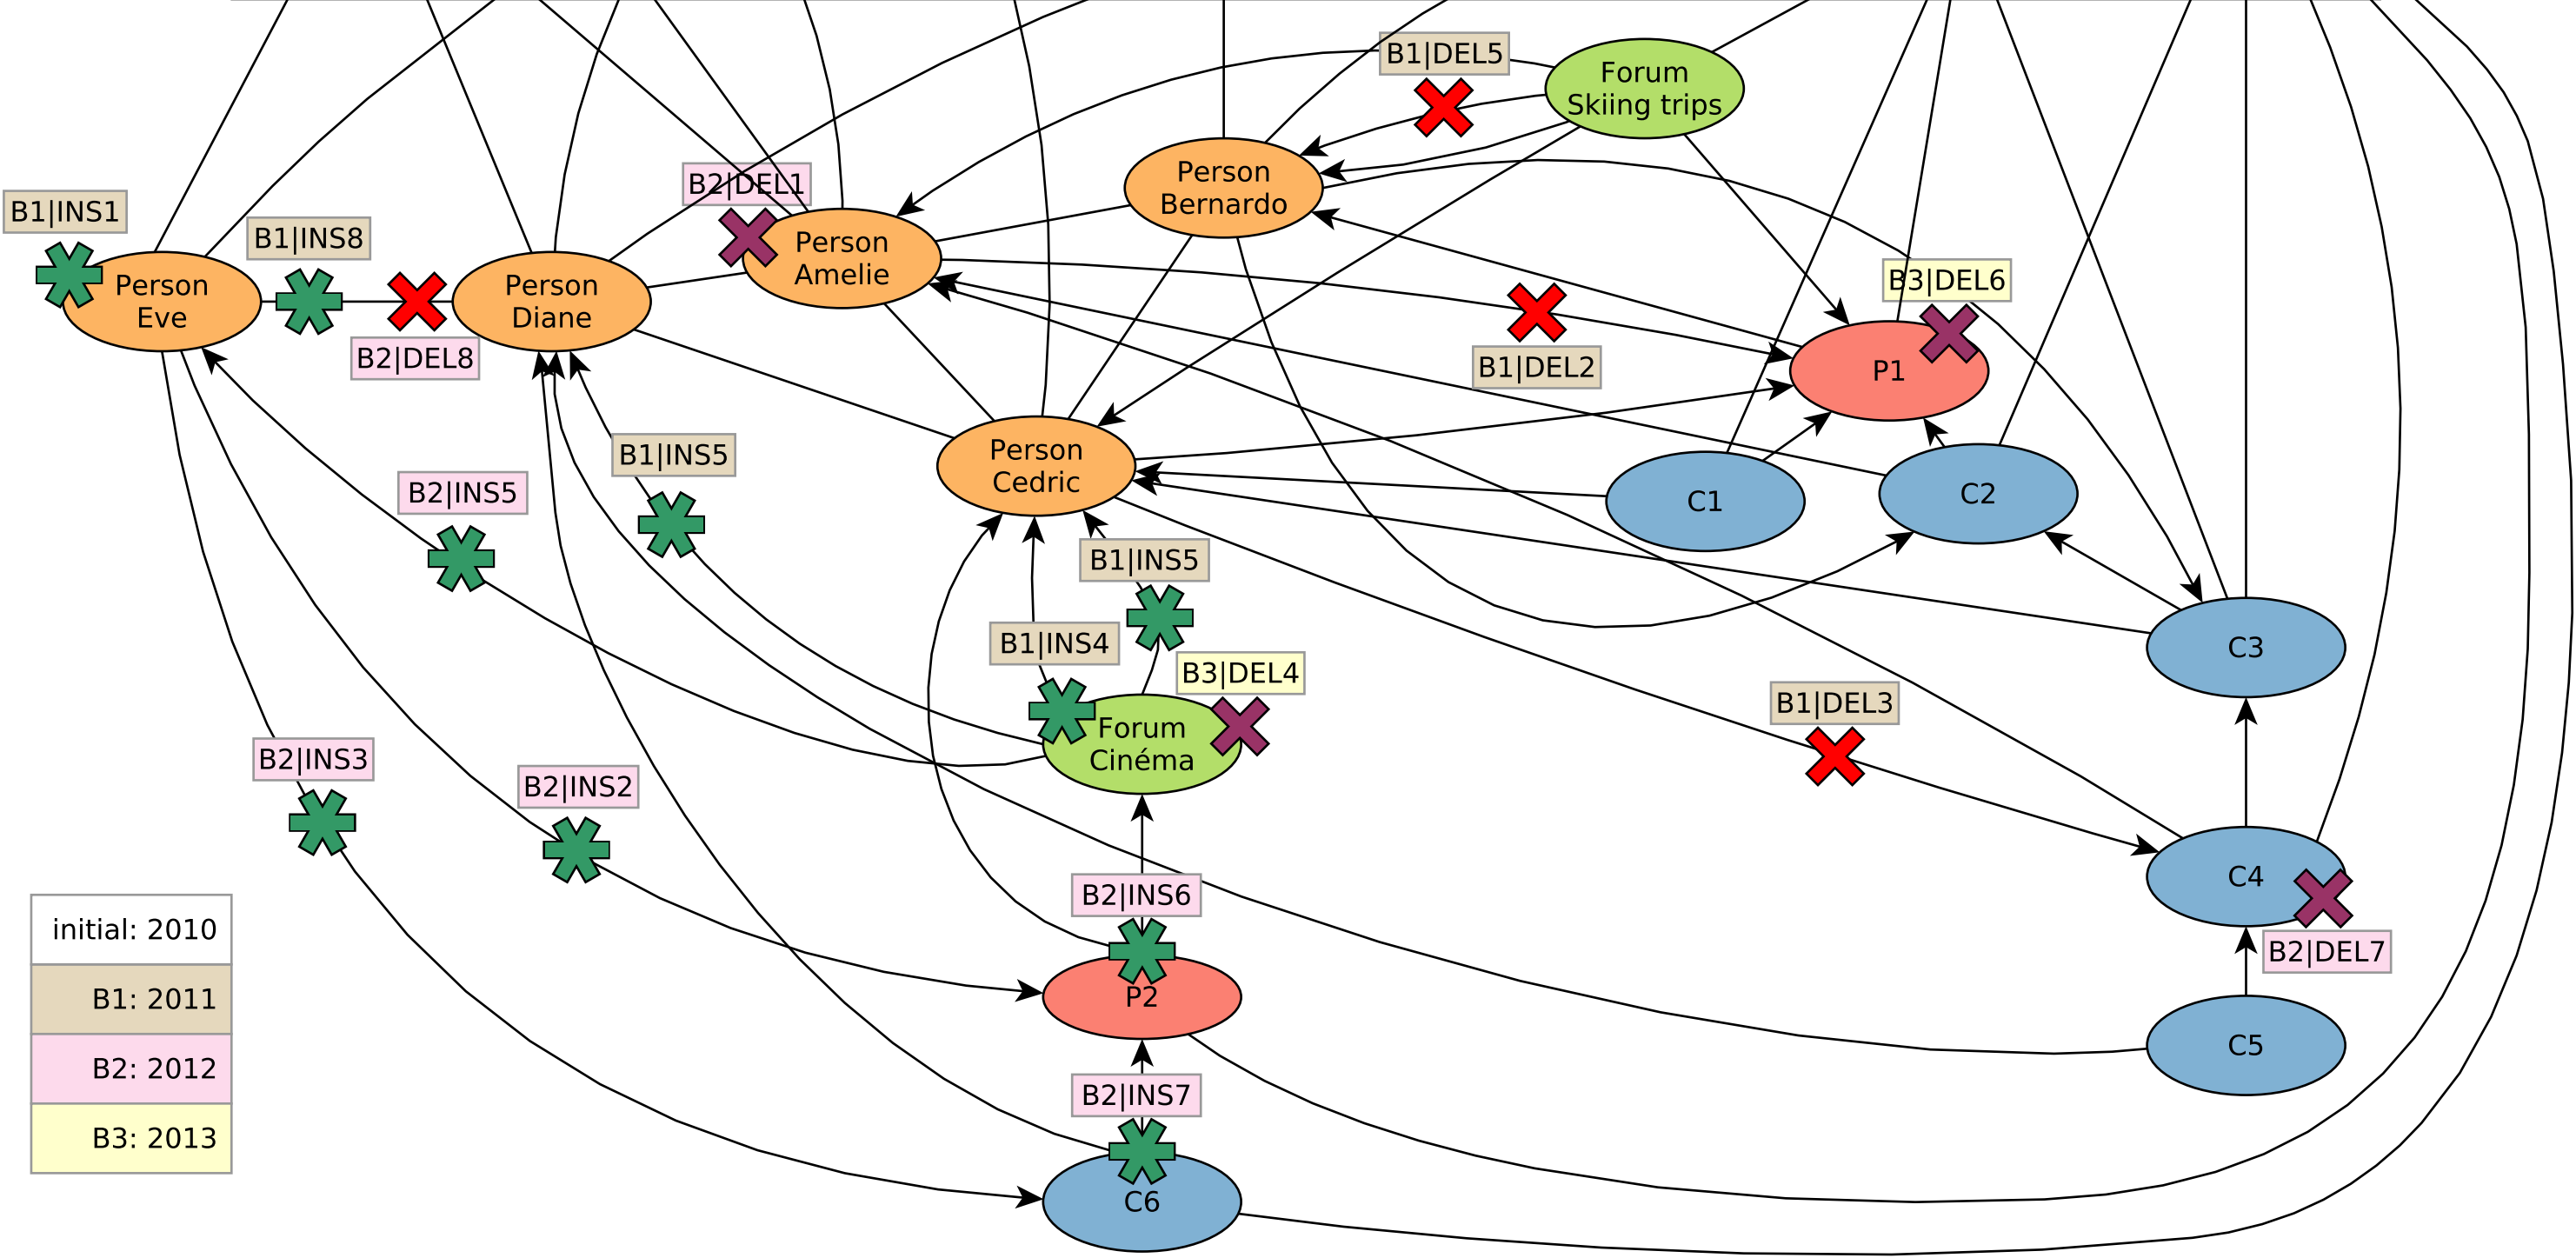 B1|DEL5
Forum
Skiing trips
B2|DEL1
Person
Bernardo
B1|INS1
B1|INS8
Person
Amelie
Person
Eve
Person
Diane
B3|DEL6
B2|DEL8
B1|DEL2
P1
B1|INS5
Person
Cedric
B2|INS5
C1
C2
B1|INS5
B1|INS4
C3
B3|DEL4
B1|DEL3
Forum
Cinéma
B2|INS3
B2|INS2
C4
B2|INS6
B2|DEL7
initial: 2010
B1: 2011
B2: 2012
B3: 2013
P2
C5
B2|INS7
C6